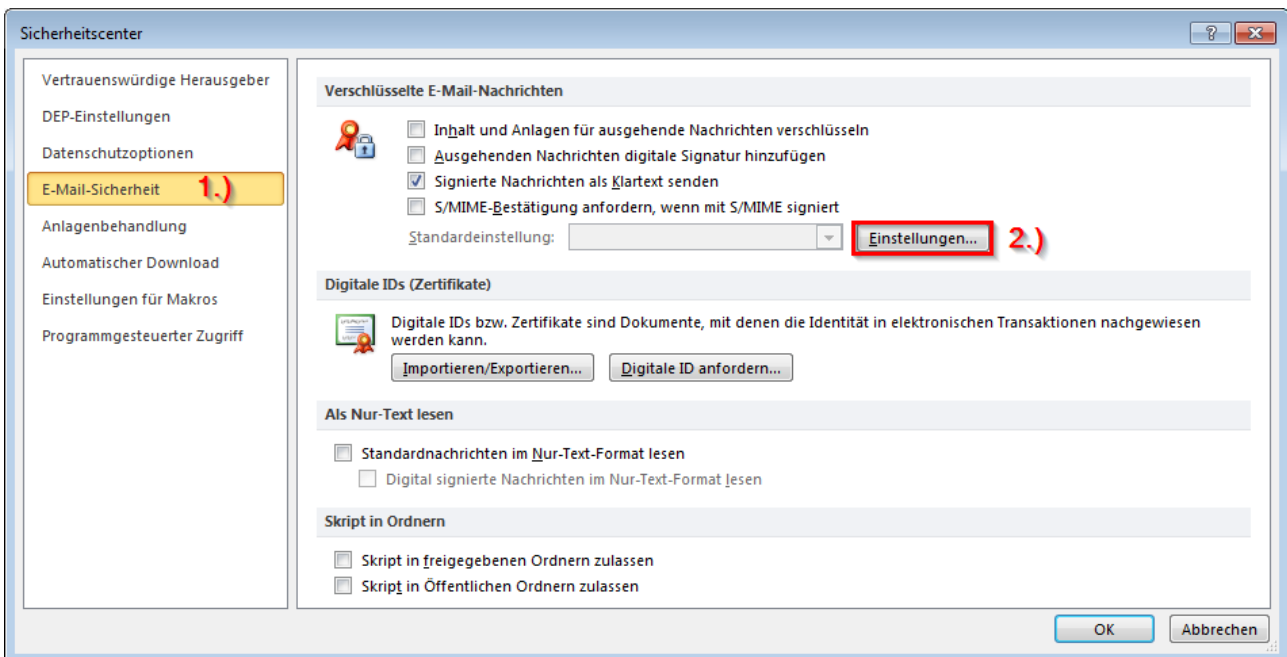 Sicherheitscenter
Vertrauenswürdige Herausgeber
DEP-Einstellungen
Datenschutzoptionen
E-Mail-Sicherheit 1.)
Anlagenbehandlung
Automatischer Download
Einstellungen für Makros
Programmgesteuerter Zugriff
Verschlüsselte E-Mail-Nachrichten
Inhalt und Anlagen für ausgehende Nachrichten verschlüsseln
Ausgehenden Nachrichten digitale Signatur hinzufügen
Signierte Nachrichten als Klartext senden
S/MIME-Bestätigung anfordern, wenn mit S/MIME signiert
Standardeinstellung: Einstellungen... 2.)
Digitale IDs (Zertifikate)
Digitale IDs bzw. Zertifikate sind Dokumente, mit denen die Identität in elektronischen Transaktionen nachgewiesen
werden kann.
Importieren/Exportieren... Digitale ID anfordern...
Als Nur-Text lesen
Standardnachrichten im Nur-Text-Format lesen
Digital signierte Nachrichten im Nur-Text-Format lesen
Skript in Ordnern
Skript in freigegebenen Ordnern zulassen
Skript in Öffentlichen Ordnern zulassen
OK Abbrechen